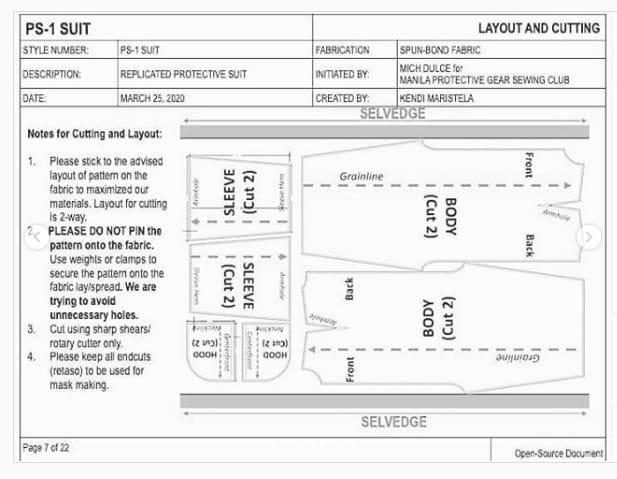 PS-1 SUIT
LAYOUT AND CUTTING
STYLE NUMBER: PS-1 SUIT FABRICATION SPUN-BOND FABRIC
DESCRIPTION: REPLICATED PROTECTIVE SUIT INITIATED BY: MICH DULCE for
MANILA PROTECTIVE GEAR SEWING CLUB
DATE: MARCH 25, 2020 CREATED BY: KENDI MARISTELA
SELVEDGE
Notes for Cutting and Layout:
1. Please stick to the advised
layout of pattern on the
fabric to maximized our
materials. Layout for cutting
is 2-way.
2. PLEASE DO NOT PIN the
pattern onto the fabric.
Use weights or clamps to
secure the pattern onto the
fabric lay/spread. We are
trying to avoid
unnecessary holes.
3. Cut using sharp shears/
rotary cutter only.
4. Please keep all endcuts
(retaso) to be used for
mask making.
Armhole
SLEEVE
(Cut 2)
Sleeve Hem
Grainline
BODY
(Cut 2)
Front
Armhole
Back
Sleeve Hem
SLEEVE
(Cut 2)
Armhole
Neckline
HOOD
(Cut 2)
Centerfront
Centerfront
Neckline
HOOD
(Cut 2)
Back
Armhole
Front
BODY
(Cut 2)
Grainline
SELVEDGE
Page 7 of 22
Open-Source Document